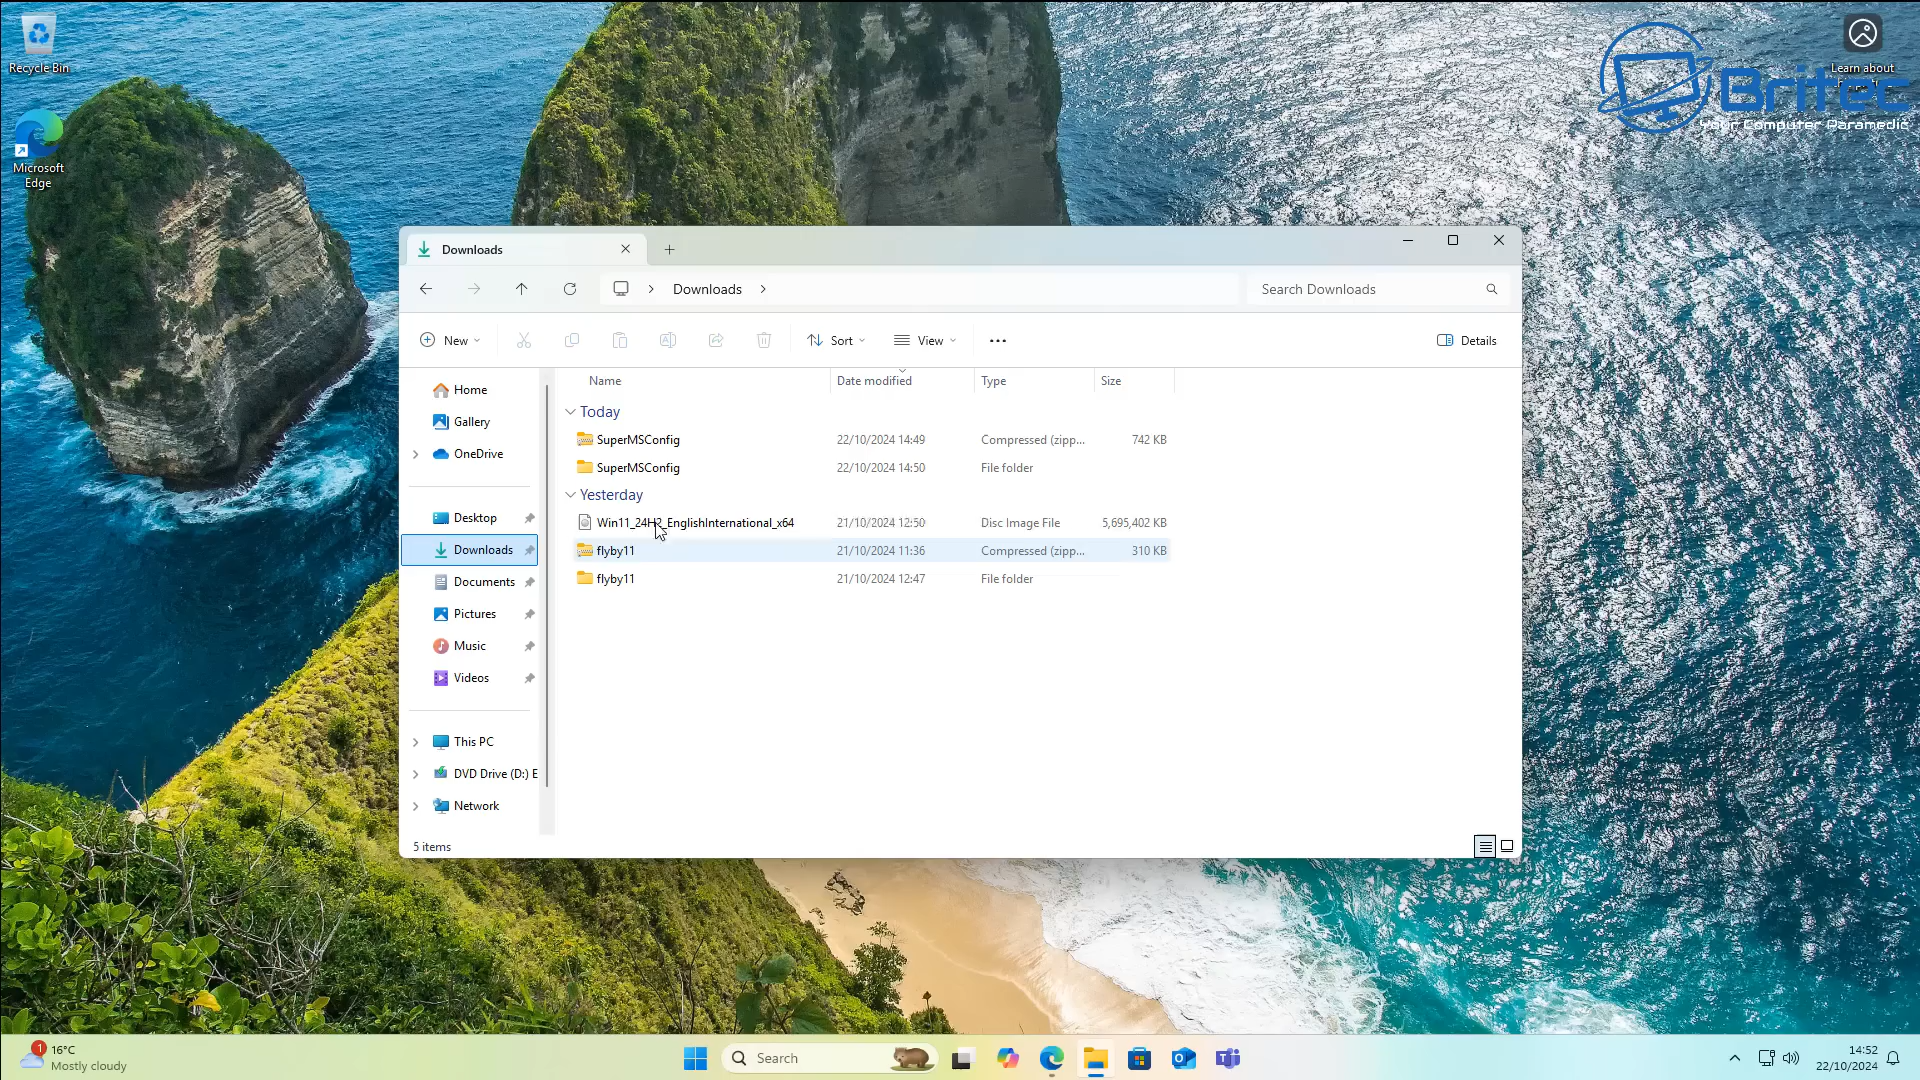 Recycle Bin
Microsoft
Edge
Learn about
Britec
Your Computer Paramedic
Downloads
Downloads
Search Downloads
New
Sort
View
Details
Home
Gallery
OneDrive
Desktop
Downloads
Documents
Pictures
Music
Videos
This PC
DVD Drive (D:) E
Network
Name Date modified Type Size
Today
SuperMSConfig 22/10/2024 14:49 Compressed (zipp... 742 KB
SuperMSConfig 22/10/2024 14:50 File folder
Yesterday
Win11_24H2_EnglishInternational_x64 21/10/2024 12:50 Disc Image File 5,695,402 KB
flyby11 21/10/2024 11:36 Compressed (zipp... 310 KB
flyby11 21/10/2024 12:47 File folder
5 items
1
16°C
Mostly cloudy
Search
14:52
22/10/2024